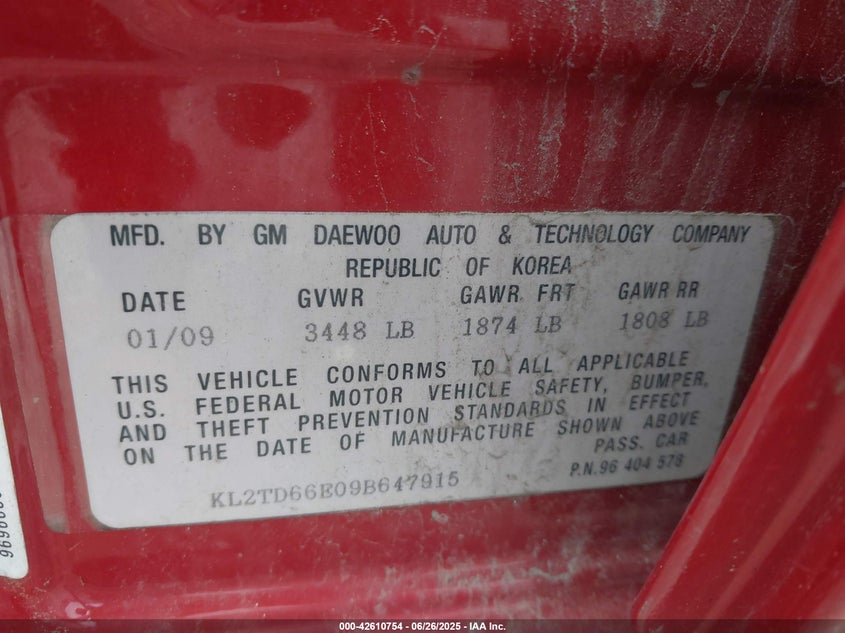 MFD. BY GM DAEWOO AUTO & TECHNOLOGY COMPANY
REPUBLIC OF KOREA
DATE GVWR GAWR FRT GAWR RR
01/09 3448 LB 1874 LB 1808 LB
THIS VEHICLE CONFORMS TO ALL APPLICABLE
U.S. FEDERAL MOTOR VEHICLE SAFETY, BUMPER,
AND THEFT PREVENTION STANDARDS IN EFFECT
ON THE DATE OF MANUFACTURE SHOWN ABOVE
PASS. CAR
KL2TD66E09B647915
P.N.96 404 578
000-42610754 - 06/26/2025 - IAA Inc.